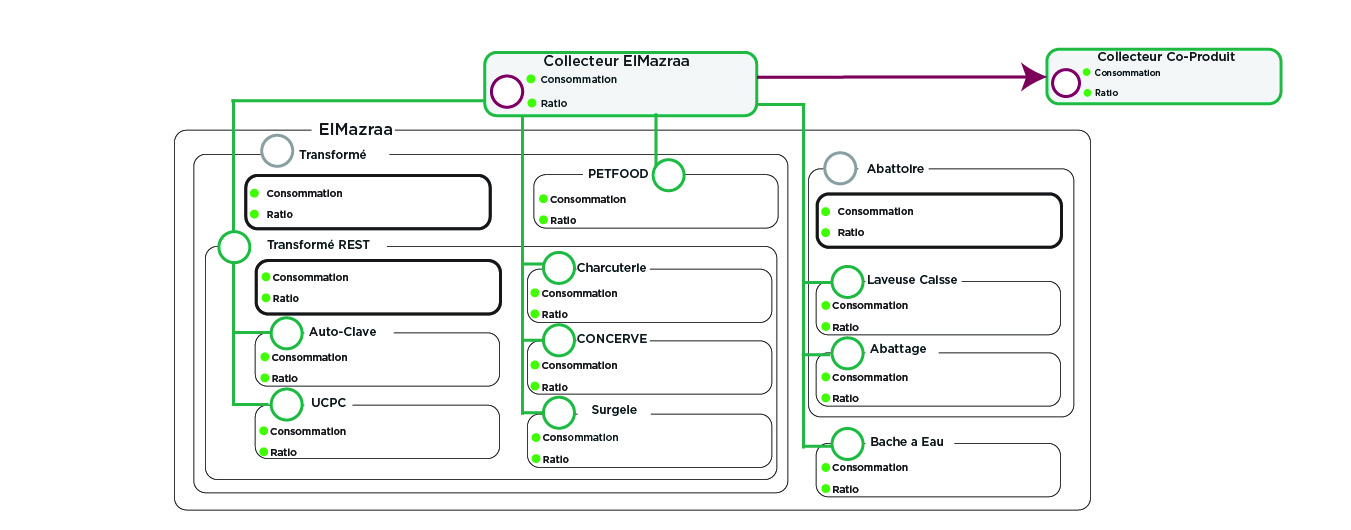 Collecteur ElMazraa
Consommation
Ratio
Collecteur Co-Produit
Consommation
Ratio
ElMazraa
Transformé
Consommation
Ratio
PETFOOD
Consommation
Ratio
Abattoire
Consommation
Ratio
Transformé REST
Consommation
Ratio
Auto-Clave
Consommation
Ratio
UCPC
Consommation
Ratio
Charcuterie
Consommation
Ratio
CONCERVE
Consommation
Ratio
Surgele
Consommation
Ratio
Laveuse Caisse
Consommation
Ratio
Abattage
Consommation
Ratio
Bache a Eau
Consommation
Ratio